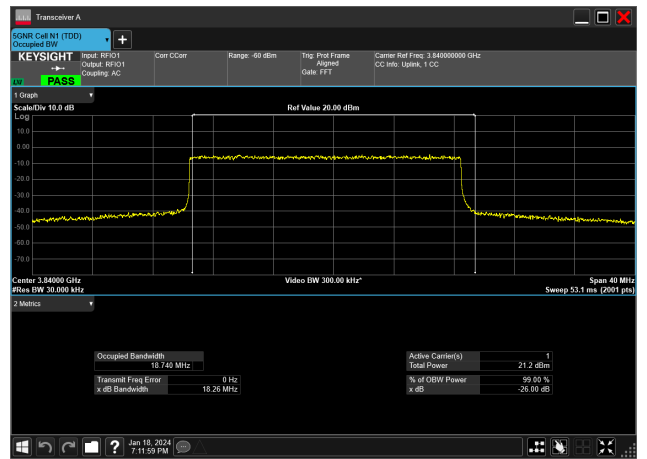 Transceiver A
5GNR Cell N1 (TDD)
Occupied BW
KEYSIGHT
LXI
PASS
Input: RFIO1
Output: RFIO1
Coupling: AC
Corr CCorr
Range: -60 dBm
Trig: Prot Frame
Aligned
Gate: FFT
Carrier Ref Freq: 3.840000000 GHz
CC Info: Uplink, 1 CC
1 Graph
Scale/Div 10.0 dB
Ref Value 20.00 dBm
Log
10.0
0.00
-10.0
-20.0
-30.0
-40.0
-50.0
-60.0
-70.0
Center 3.84000 GHz
Video BW 300.00 kHz*
Span 40 MHz
#Res BW 30.000 kHz
Sweep 53.1 ms (2001 pts)
2 Metrics
Occupied Bandwidth
18.740 MHz
Active Carrier(s) 1
Total Power 21.2 dBm
Transmit Freq Error 0 Hz
x dB Bandwidth 18.26 MHz
% of OBW Power 99.00 %
x dB -26.00 dB
?
Jan 18, 2024
7:11:59 PM